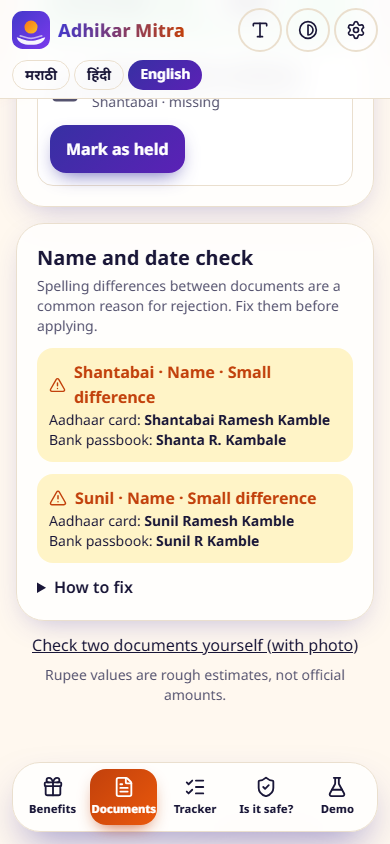 Adhikar Mitra
मराठी
हिंदी
English
Shantabai · missing
Mark as held
Name and date check
Spelling differences between documents are a
common reason for rejection. Fix them before
applying.
Shantabai · Name · Small
difference
Aadhaar card: Shantabai Ramesh Kamble
Bank passbook: Shanta R. Kambale
Sunil · Name · Small difference
Aadhaar card: Sunil Ramesh Kamble
Bank passbook: Sunil R Kamble
How to fix
Check two documents yourself (with photo)
Rupee values are rough estimates, not official
amounts.
Benefits
Documents
Tracker
Is it safe?
Demo